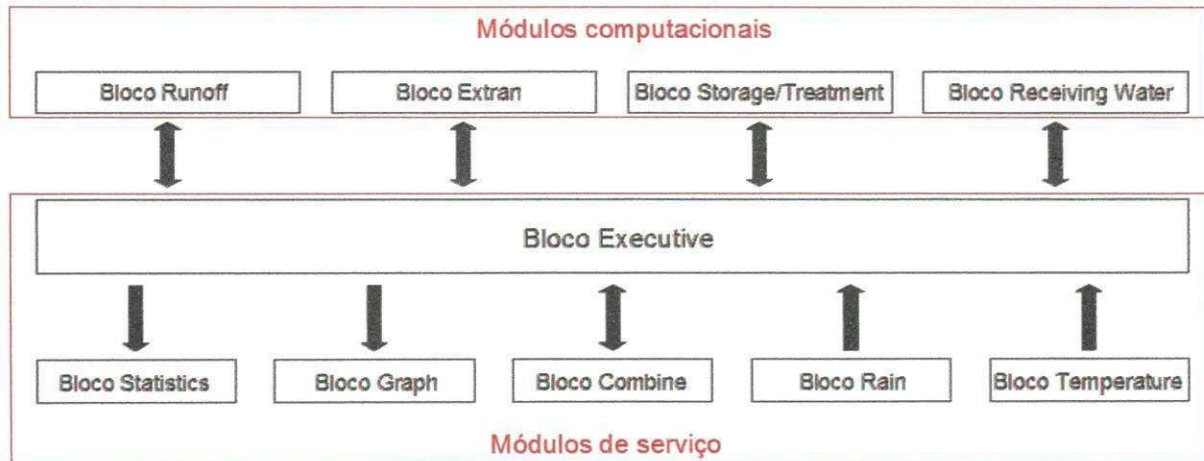 Módulos computacionais
Bloco Runoff Bloco Extran Bloco Storage/Treatment Bloco Receiving Water
Bloco Executive
Bloco Statistics Bloco Graph Bloco Combine Bloco Rain Bloco Temperature
Módulos de serviço